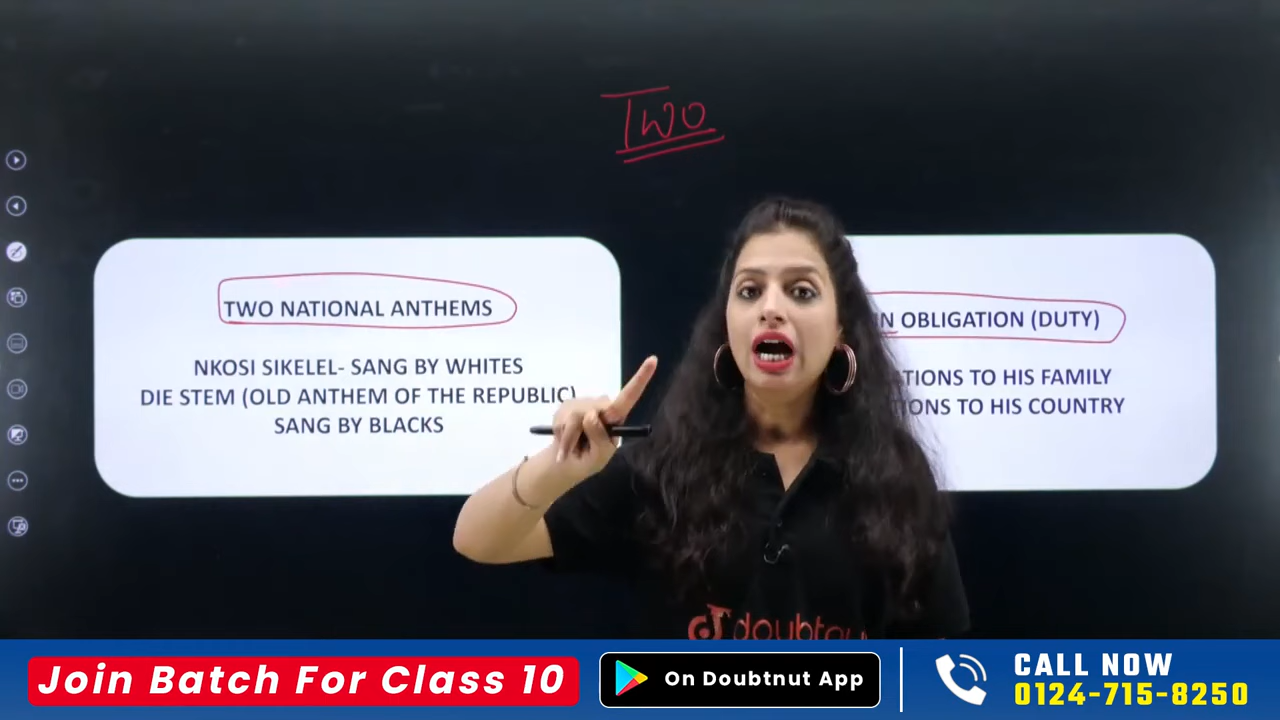 Two
TWO NATIONAL ANTHEMS
NKOSI SIKELEL- SANG BY WHITES
DIE STEM (OLD ANTHEM OF THE REPUBLIC)
SANG BY BLACKS
OBLIGATION (DUTY)
TO HIS FAMILY
TO HIS COUNTRY
doubtnut
Join Batch For Class 10
On Doubtnut App
CALL NOW
0124-715-8250